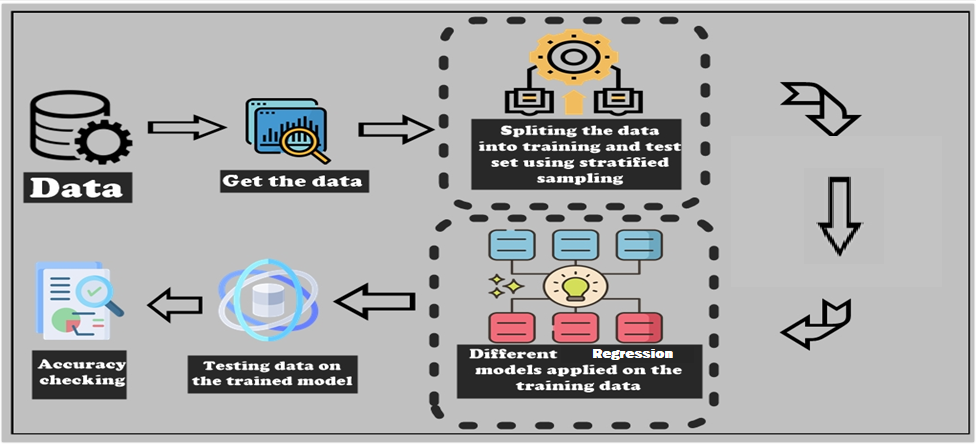 Data
Get the data
Spliting the data
into training and test
set using stratified
sampling
Different Regression
models applied on the
training data
Testing data on
the trained model
Accuracy
checking